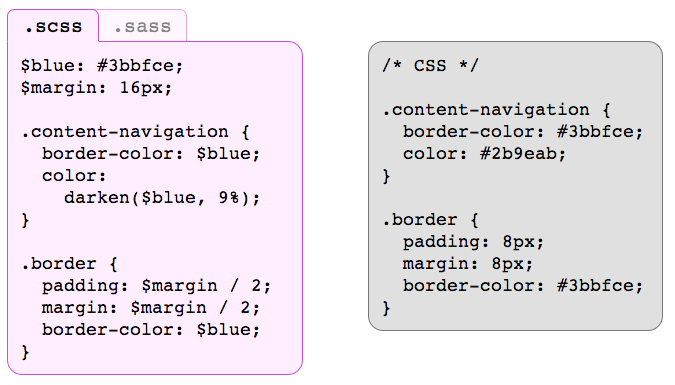 .scss .sass
$blue: #3bbfce;
$margin: 16px;
.content-navigation {
  border-color: $blue;
  color:
    darken($blue, 9%);
}
.border {
  padding: $margin / 2;
  margin: $margin / 2;
  border-color: $blue;
}
/* CSS */
.content-navigation {
  border-color: #3bbfce;
  color: #2b9eab;
}
.border {
  padding: 8px;
  margin: 8px;
  border-color: #3bbfce;
}